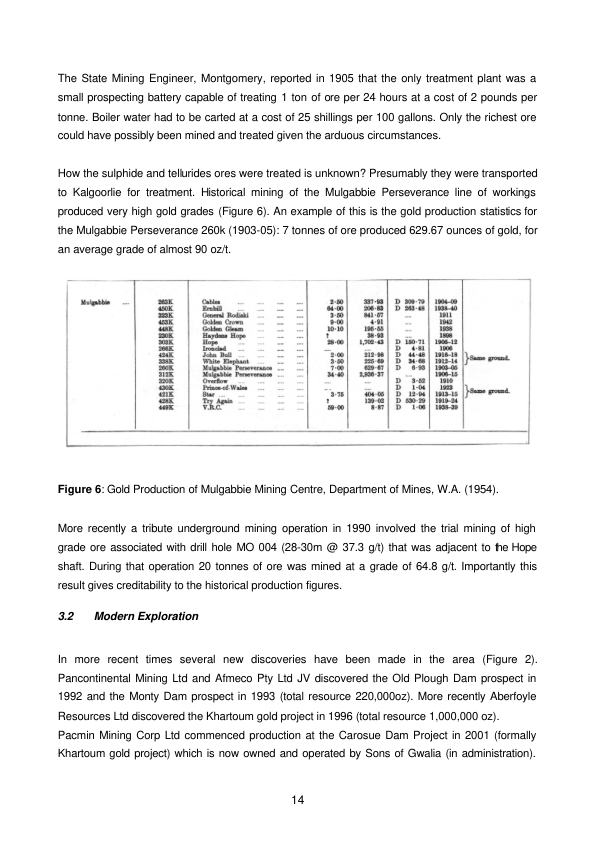 The State Mining Engineer, Montgomery, reported in 1905 that the only treatment plant was a
small prospecting battery capable of treating 1 ton of ore per 24 hours at a cost of 2 pounds per
tonne. Boiler water had to be carted at a cost of 25 shillings per 100 gallons. Only the richest ore
could have possibly been mined and treated given the arduous circumstances.
How the sulphide and tellurides ores were treated is unknown? Presumably they were transported
to Kalgoorlie for treatment. Historical mining of the Mulgabbie Perseverance line of workings
produced very high gold grades (Figure 6). An example of this is the gold production statistics for
the Mulgabbie Perseverance 260k (1903-05): 7 tonnes of ore produced 629.67 ounces of gold, for
an average grade of almost 90 oz/t.
Mulgabbie .... 262K Cables .... .... .... .... 2·50 337·93 D 309·79 1904-09
450K Ernhill .... .... .... .... 64·00 206·83 D 263·48 1938-40
323K General Rodiski .... .... .... 3·50 841·57 .... 1911
453K Golden Crown .... .... .... 9·00 4·91 .... 1942
448K Golden Gleam .... .... .... 10·10 196·55 .... 1938
230K Haydens Hope .... .... .... ? 38·93 .... 1898
302K Hope .... .... .... .... 28·00 1,702·43 D 150·71 1906-12
266K Ironclad .... .... .... .... .... .... D 4·81 1906
424K John Bull .... .... .... .... 2·00 212·98 D 44·48 1916-18
338K White Elephant .... .... .... 3·50 225·69 D 34·68 1912-14 }Same ground.
260K Mulgabbie Perseverance .... .... 7·00 629·67 D 6·93 1903-05
312K Mulgabbie Perseverance .... .... 34·40 2,936·37 .... 1906-15
320K Overflow .... .... .... .... .... .... D 3·52 1910
430K Prince-of-Wales .... .... .... .... .... D 1·04 1923
421K Star .... .... .... .... 3·75 404·05 D 12·94 1913-15 }Same ground.
428K Try Again .... .... .... .... ? 139·02 D 530·29 1919-24
449K V.R.C. .... .... .... .... 59·00 8·87 D 1·06 1938-39
Figure 6: Gold Production of Mulgabbie Mining Centre, Department of Mines, W.A. (1954).
More recently a tribute underground mining operation in 1990 involved the trial mining of high
grade ore associated with drill hole MO 004 (28-30m @ 37.3 g/t) that was adjacent to the Hope
shaft. During that operation 20 tonnes of ore was mined at a grade of 64.8 g/t. Importantly this
result gives creditability to the historical production figures.
3.2 Modern Exploration
In more recent times several new discoveries have been made in the area (Figure 2).
Pancontinental Mining Ltd and Afmeco Pty Ltd JV discovered the Old Plough Dam prospect in
1992 and the Monty Dam prospect in 1993 (total resource 220,000oz). More recently Aberfoyle
Resources Ltd discovered the Khartoum gold project in 1996 (total resource 1,000,000 oz).
Pacmin Mining Corp Ltd commenced production at the Carosue Dam Project in 2001 (formally
Khartoum gold project) which is now owned and operated by Sons of Gwalia (in administration).
14